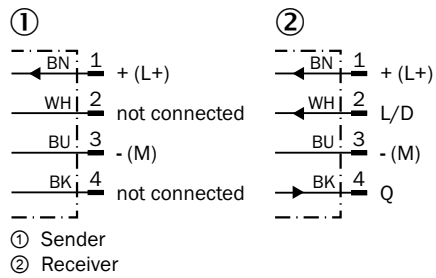 ① ②
BN 1 + (L+) BN 1 + (L+)
WH 2 not connected WH 2 L/D
BU 3 - (M) BU 3 - (M)
BK 4 not connected BK 4 Q
① Sender
② Receiver